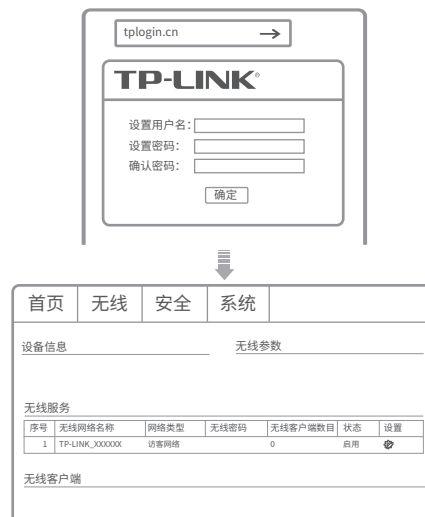 tplogin.cn
TP-LINK®
设置用户名：
设置密码：
确认密码：
确定
首页 无线 安全 系统
设备信息 无线参数
无线服务
序号 无线网络名称 网络类型 无线密码 无线客户端数目 状态 设置
1 TP-LINK_XXXXXX 访客网络 0 启用
无线客户端